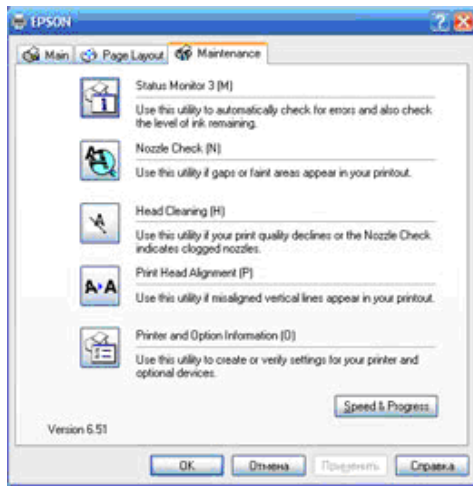 EPSON
Main
Page Layout
Maintenance
Status Monitor 3 (M)
Use this utility to automatically check for errors and also check
the level of ink remaining.
Nozzle Check (N)
Use this utility if gaps or faint areas appear in your printout.
Head Cleaning (H)
Use this utility if your print quality declines or the Nozzle Check
indicates clogged nozzles.
Print Head Alignment (P)
Use this utility if misaligned vertical lines appear in your printout.
Printer and Option Information (O)
Use this utility to create or verify settings for your printer and
optional devices.
Speed & Progress
Version 6.51
OK
Отмена
Применить
Справка